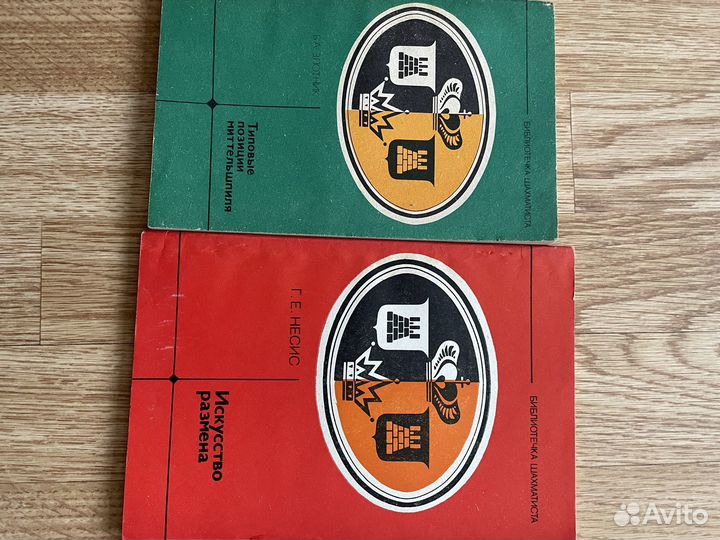 БИБЛИОТЕЧКА ШАХМАТИСТА
Б.А. ЗЛОТНИК
Типовые
позиции
миттельшпиля
БИБЛИОТЕЧКА ШАХМАТИСТА
Г. Е. НЕСИС
Искусство
размена
Avito